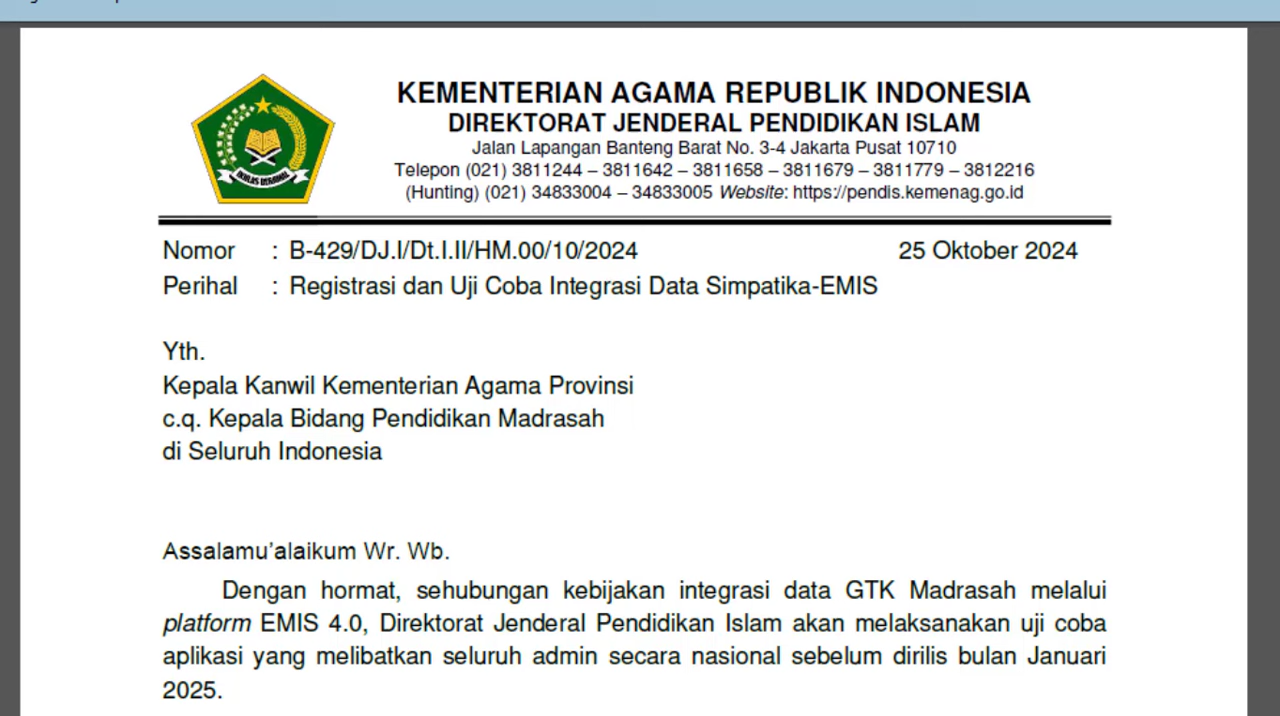 KEMENTERIAN AGAMA REPUBLIK INDONESIA
DIREKTORAT JENDERAL PENDIDIKAN ISLAM
Jalan Lapangan Banteng Barat No. 3-4 Jakarta Pusat 10710
Telepon (021) 3811244 – 3811642 – 3811658 – 3811679 – 3811779 – 3812216
(Hunting) (021) 34833004 – 34833005 Website: https://pendis.kemenag.go.id
IKHLAS BERAMAL
Nomor : B-429/DJ.I/Dt.I.II/HM.00/10/2024 25 Oktober 2024
Perihal : Registrasi dan Uji Coba Integrasi Data Simpatika-EMIS
Yth.
Kepala Kanwil Kementerian Agama Provinsi
c.q. Kepala Bidang Pendidikan Madrasah
di Seluruh Indonesia
Assalamu’alaikum Wr. Wb.
Dengan hormat, sehubungan kebijakan integrasi data GTK Madrasah melalui
platform EMIS 4.0, Direktorat Jenderal Pendidikan Islam akan melaksanakan uji coba
aplikasi yang melibatkan seluruh admin secara nasional sebelum dirilis bulan Januari
2025.